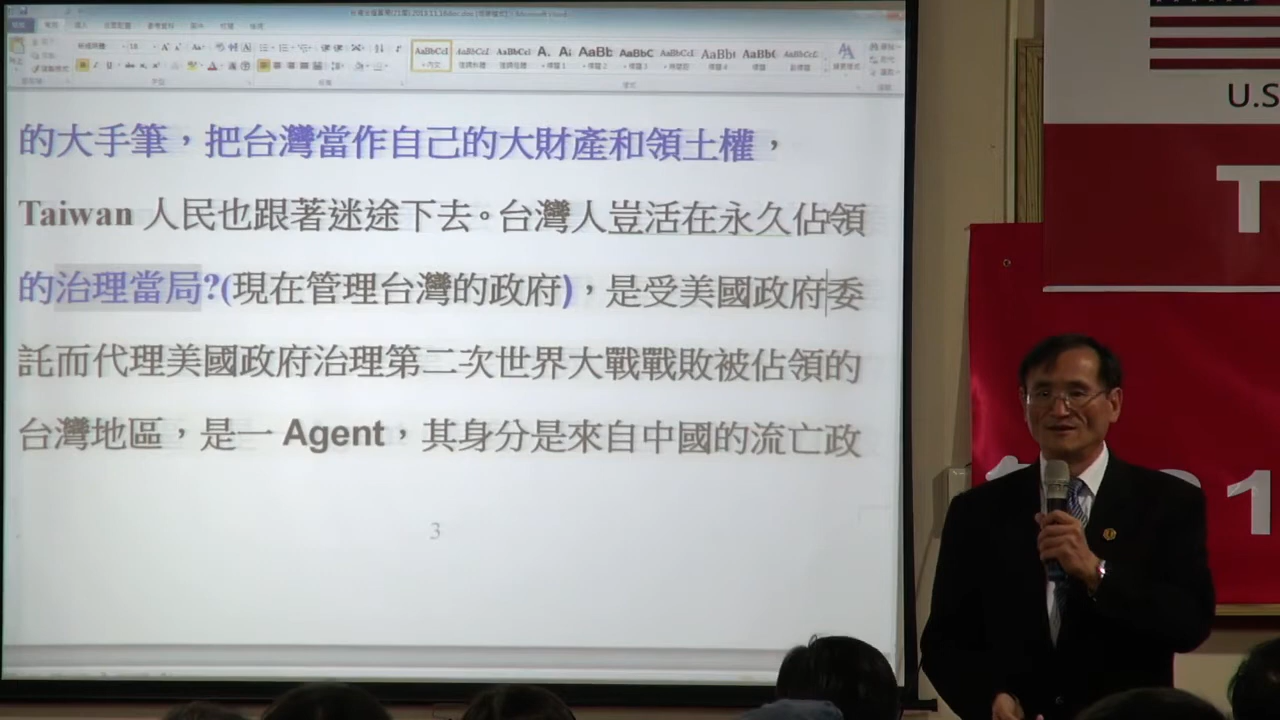 的大手筆，把台灣當作自己的大財產和領土權，
Taiwan 人民也跟著迷途下去。台灣人豈活在永久佔領
的治理當局?(現在管理台灣的政府)，是受美國政府委
託而代理美國政府治理第二次世界大戰戰敗被佔領的
台灣地區，是一 Agent，其身分是來自中國的流亡政
3
U.S
T
21